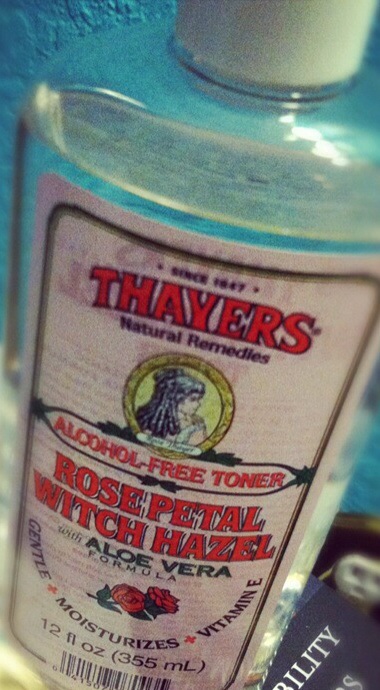 • SINCE 1847 •
THAYERS®
Natural Remedies
ALCOHOL-FREE TONER
ROSE PETAL
WITCH HAZEL
with ALOE VERA
FORMULA
GENTLE * MOISTURIZES * VITAMIN E
12 fl oz (355 mL)
BILITY
S